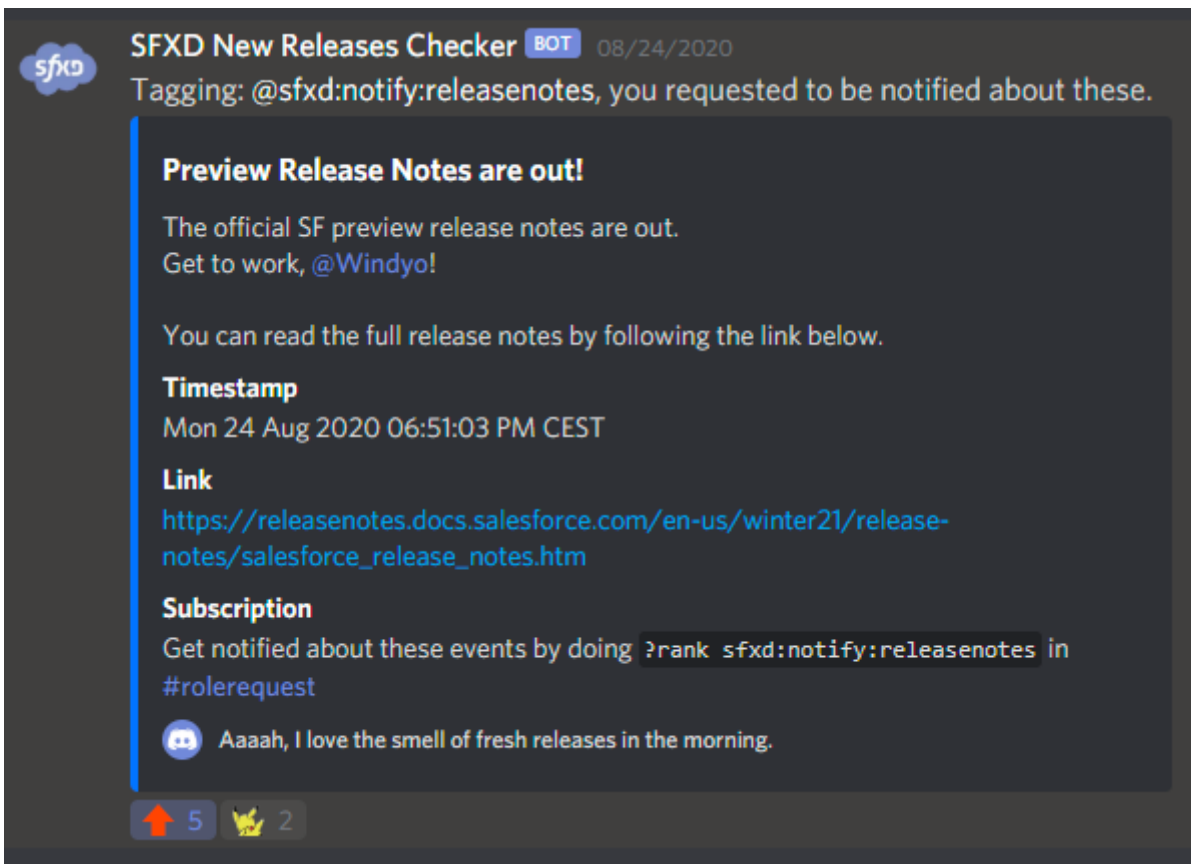 sfxd
SFXD New Releases Checker BOT 08/24/2020
Tagging: @sfxd:notify:releasenotes, you requested to be notified about these.
Preview Release Notes are out!
The official SF preview release notes are out.
Get to work, @Windyo!
You can read the full release notes by following the link below.
Timestamp
Mon 24 Aug 2020 06:51:03 PM CEST
Link
https://releasenotes.docs.salesforce.com/en-us/winter21/release-
notes/salesforce_release_notes.htm
Subscription
Get notified about these events by doing ?rank sfxd:notify:releasenotes in
#rolerequest
Aaaah, I love the smell of fresh releases in the morning.
5 2